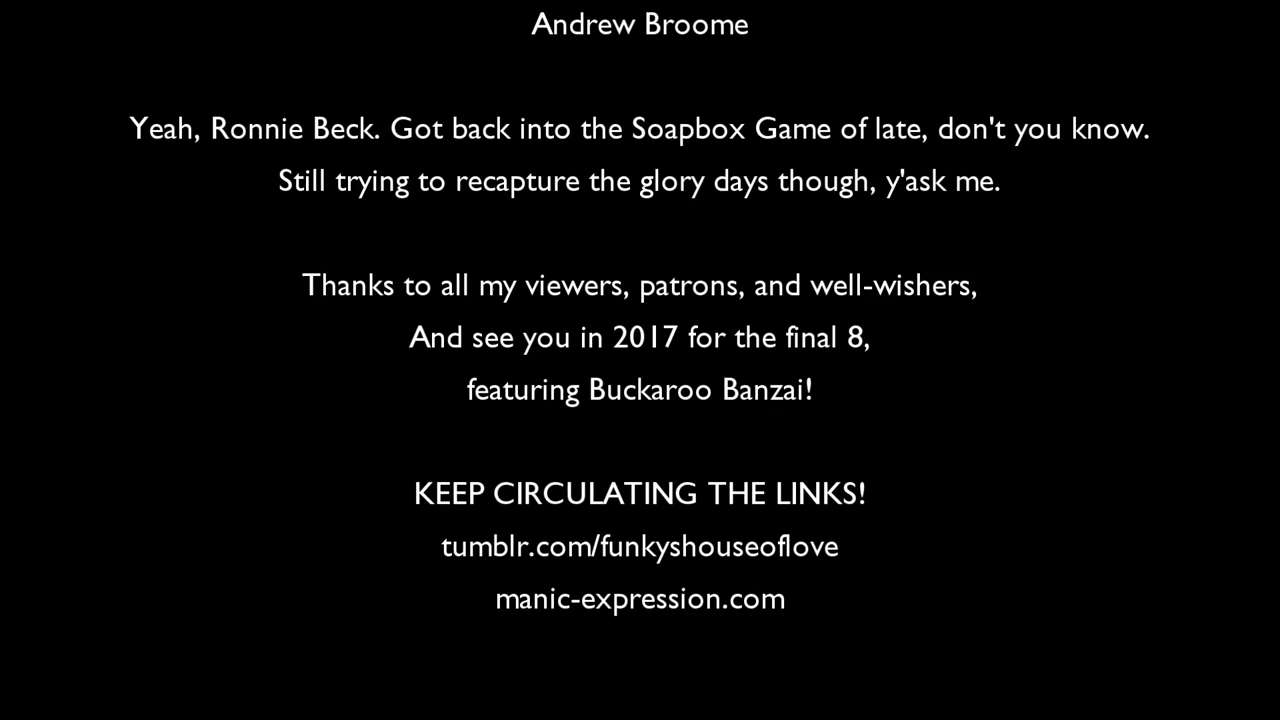 Andrew Broome
Yeah, Ronnie Beck. Got back into the Soapbox Game of late, don't you know.
Still trying to recapture the glory days though, y'ask me.
Thanks to all my viewers, patrons, and well-wishers,
And see you in 2017 for the final 8,
featuring Buckaroo Banzai!
KEEP CIRCULATING THE LINKS!
tumblr.com/funkyshouseoflove
manic-expression.com